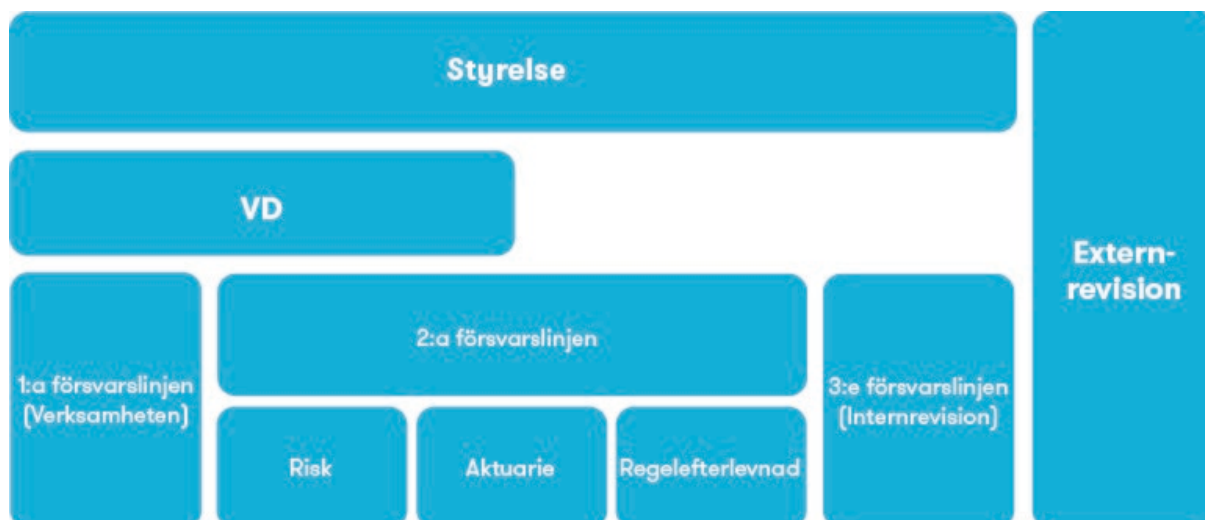 Styrelse
VD
Extern-
revision
1:a försvarslinjen
(Verksamheten)
2:a försvarslinjen
3:e försvarslinjen
(Internrevision)
Risk
Aktuarie
Regelefterlevnad